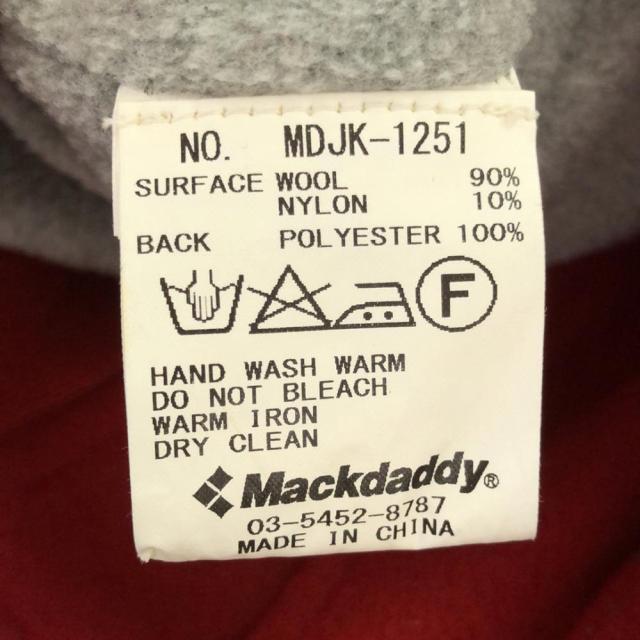 NO. MDJK-1251
SURFACE WOOL 90%
NYLON 10%
BACK POLYESTER 100%
F
HAND WASH WARM
DO NOT BLEACH
WARM IRON
DRY CLEAN
Mackdaddy®
03-5452-8787
MADE IN CHINA